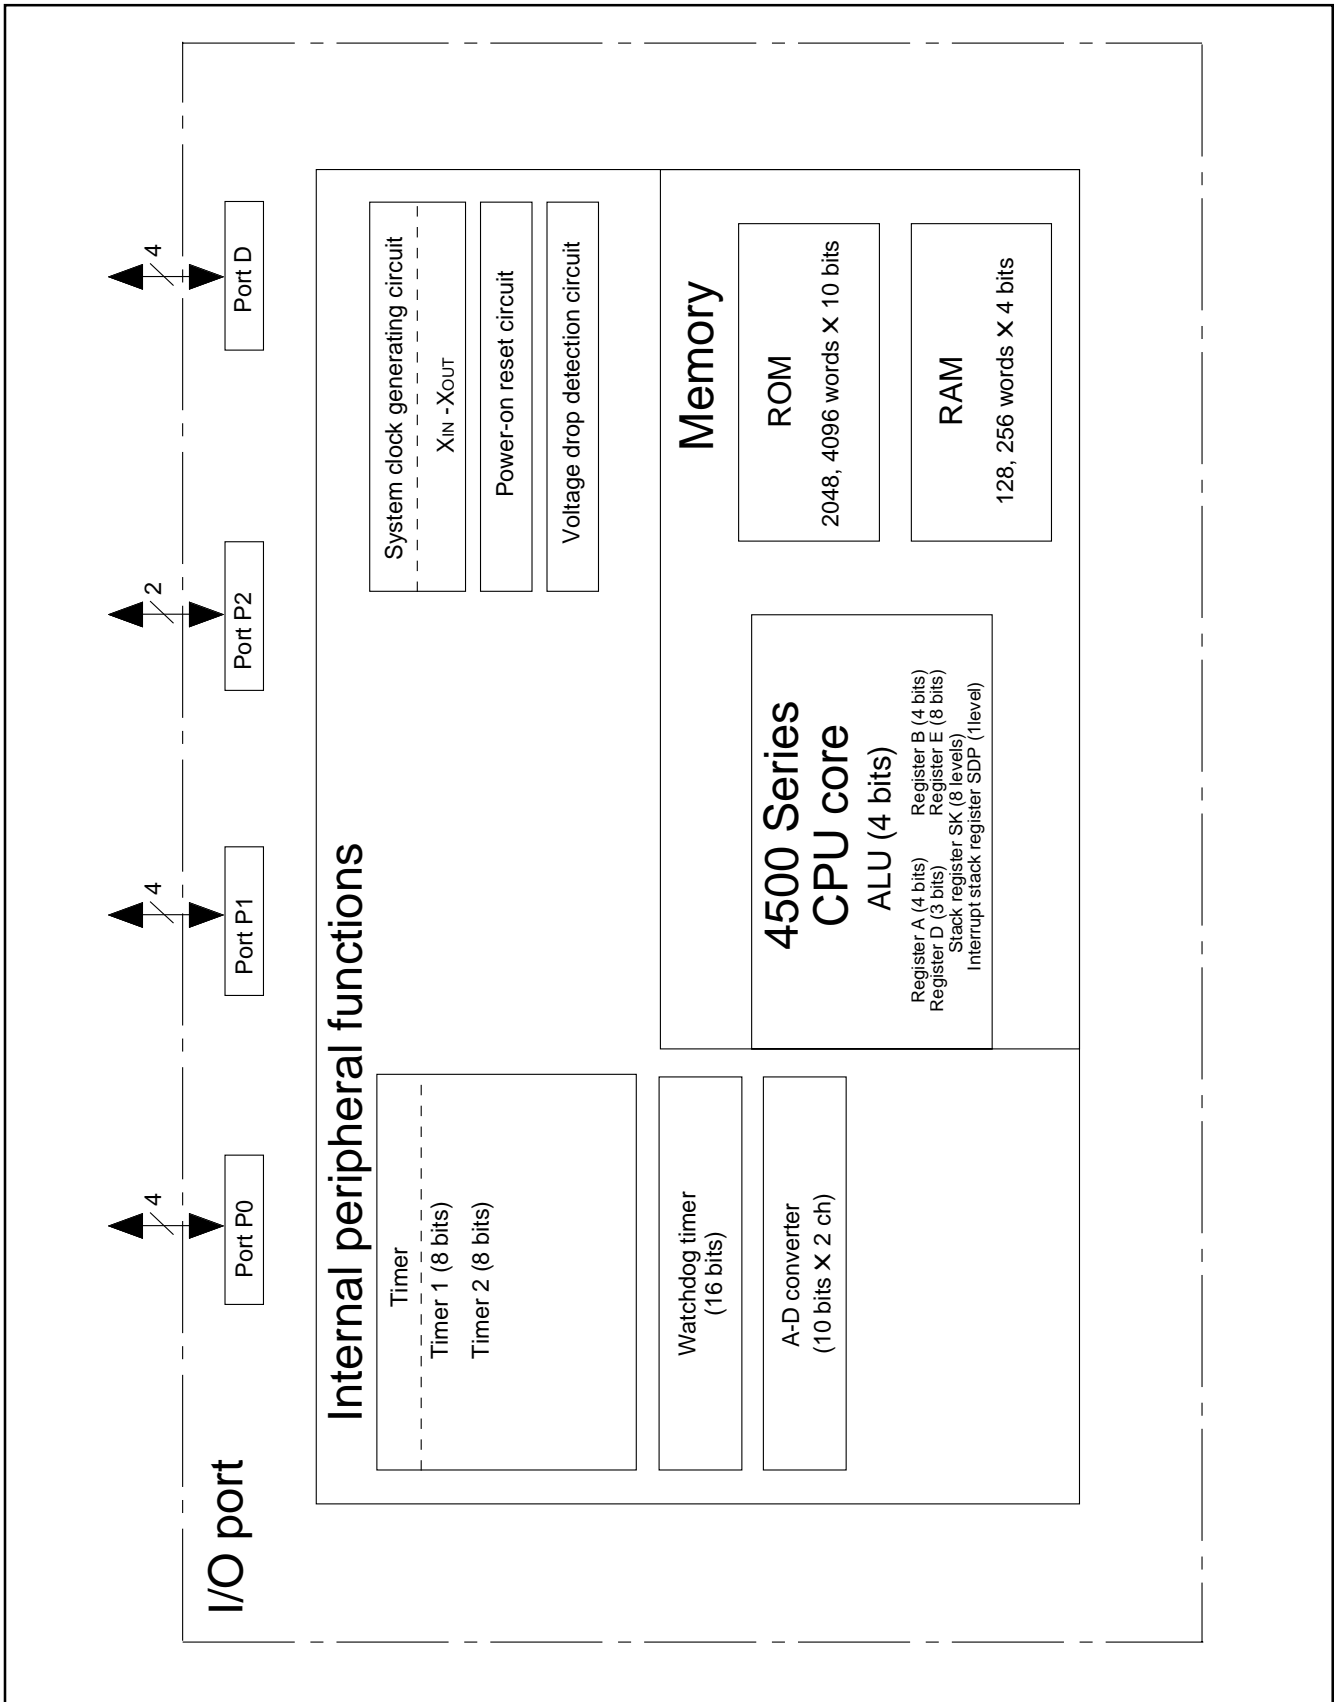 4
4
2
4
I/O port
Port P0
Port P1
Port P2
Port D
Internal peripheral functions
Timer
Timer 1 (8 bits)
Timer 2 (8 bits)
Watchdog timer
(16 bits)
A-D converter
(10 bits X 2 ch)
System clock generating circuit
XIN -XOUT
Power-on reset circuit
Voltage drop detection circuit
4500 Series
CPU core
ALU (4 bits)
Register A (4 bits) Register B (4 bits)
Register D (3 bits) Register E (8 bits)
Stack register SK (8 levels)
Interrupt stack register SDP (1level)
Memory
ROM
2048, 4096 words X 10 bits
RAM
128, 256 words X 4 bits